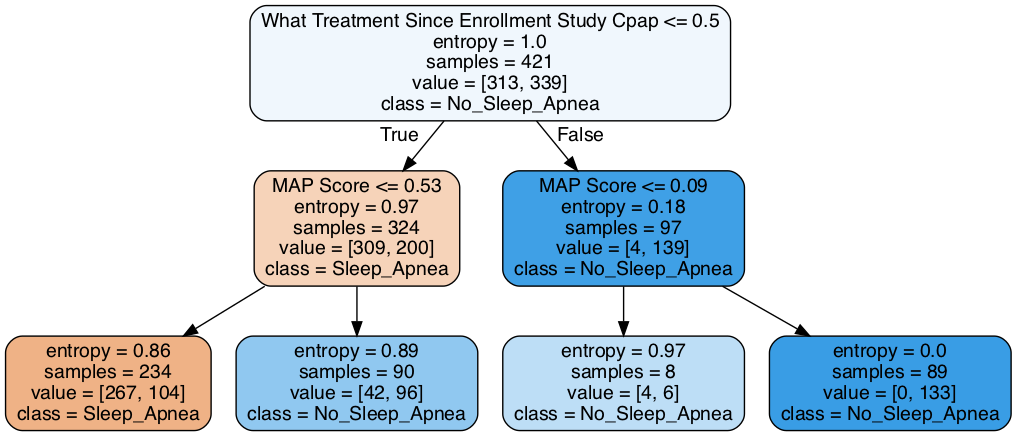 What Treatment Since Enrollment Study Cpap <= 0.5
entropy = 1.0
samples = 421
value = [313, 339]
class = No_Sleep_Apnea
True
False
MAP Score <= 0.53
entropy = 0.97
samples = 324
value = [309, 200]
class = Sleep_Apnea
MAP Score <= 0.09
entropy = 0.18
samples = 97
value = [4, 139]
class = No_Sleep_Apnea
entropy = 0.86
samples = 234
value = [267, 104]
class = Sleep_Apnea
entropy = 0.89
samples = 90
value = [42, 96]
class = No_Sleep_Apnea
entropy = 0.97
samples = 8
value = [4, 6]
class = No_Sleep_Apnea
entropy = 0.0
samples = 89
value = [0, 133]
class = No_Sleep_Apnea